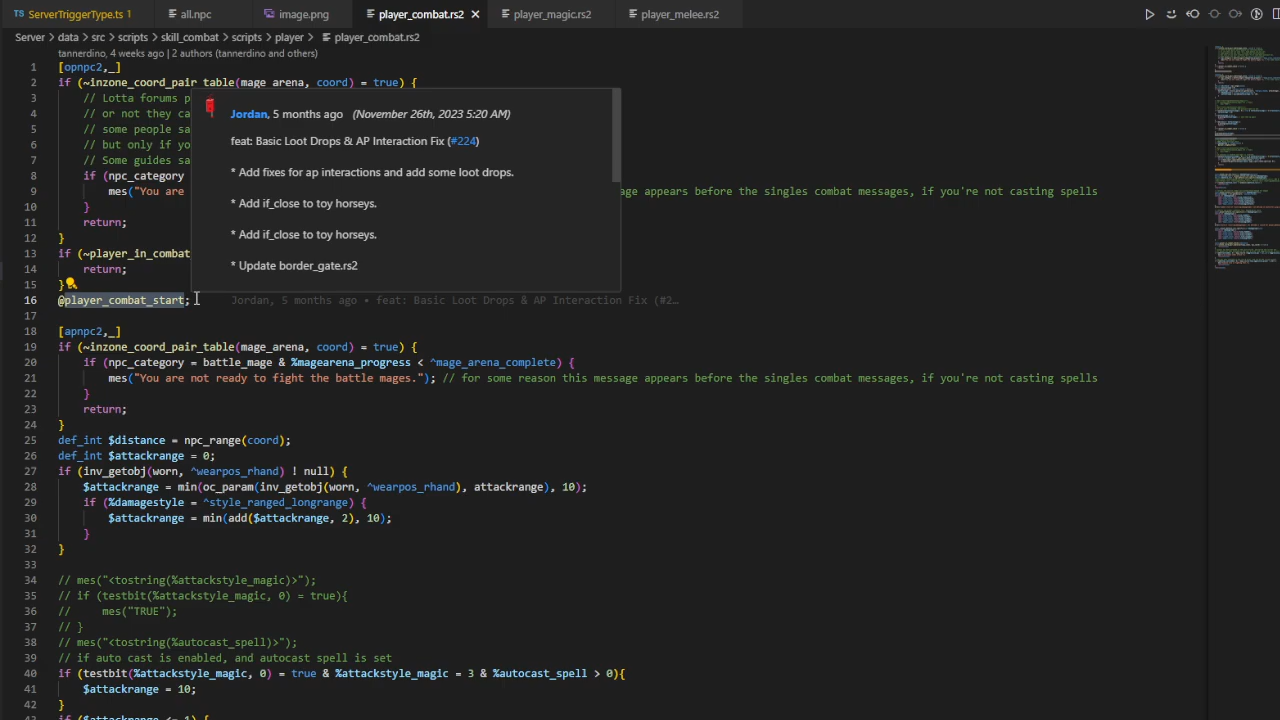 ServerTriggerType.ts 1 all.npc image.png player_combat.rs2 player_magic.rs2 player_melee.rs2
Server > data > src > scripts > skill_combat > scripts > player > player_combat.rs2
tannerdino, 4 weeks ago | 2 authors (tannerdino and others)
1 [opnpc2,_]
2 if (~inzone_coord_pair_table(mage_arena, coord) = true) {
3 // Lotta forums p
4 // or not they ca
5 // some people sa
6 // but only if yo
7 // Some guides sa
8 if (npc_category
9 mes("You are age appears before the singles combat messages, if you're not casting spells
10 }
11 return;
12 }
13 if (~player_in_combat
14 return;
15 }
16 @player_combat_start; Jordan, 5 months ago • feat: Basic Loot Drops & AP Interaction Fix (#2…
Jordan, 5 months ago (November 26th, 2023 5:20 AM)
feat: Basic Loot Drops & AP Interaction Fix (#224)
* Add fixes for ap interactions and add some loot drops.
* Add if_close to toy horseys.
* Add if_close to toy horseys.
* Update border_gate.rs2
17
18 [apnpc2,_]
19 if (~inzone_coord_pair_table(mage_arena, coord) = true) {
20 if (npc_category = battle_mage & %magearena_progress < ^mage_arena_complete) {
21 mes("You are not ready to fight the battle mages."); // for some reason this message appears before the singles combat messages, if you're not casting spells
22 }
23 return;
24 }
25 def_int $distance = npc_range(coord);
26 def_int $attackrange = 0;
27 if (inv_getobj(worn, ^wearpos_rhand) ! null) {
28 $attackrange = min(oc_param(inv_getobj(worn, ^wearpos_rhand), attackrange), 10);
29 if (%damagestyle = ^style_ranged_longrange) {
30 $attackrange = min(add($attackrange, 2), 10);
31 }
32 }
33
34 // mes("<tostring(%attackstyle_magic)>");
35 // if (testbit(%attackstyle_magic, 0) = true){
36 // mes("TRUE");
37 // }
38 // mes("<tostring(%autocast_spell)>");
39 // if auto cast is enabled, and autocast spell is set
40 if (testbit(%attackstyle_magic, 0) = true & %attackstyle_magic = 3 & %autocast_spell > 0){
41 $attackrange = 10;
42 }
43 if ($attackrange <= 1) {